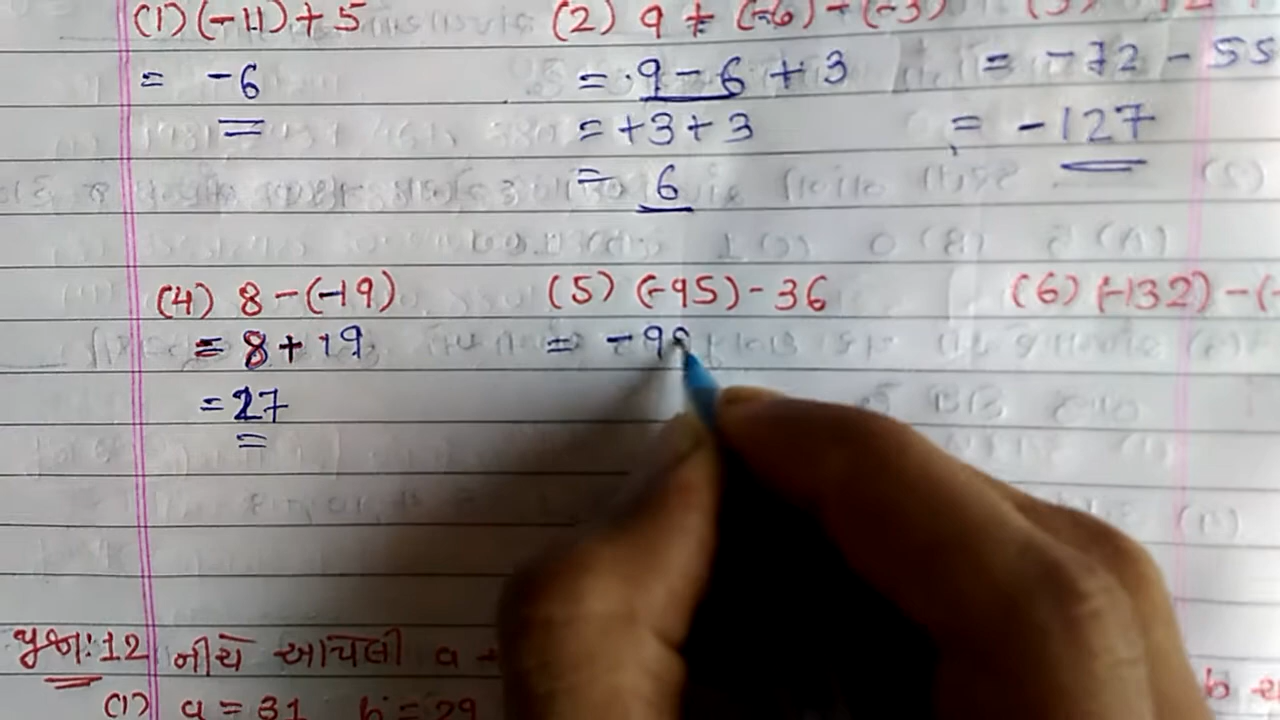 (1) (-11) + 5
= -6
(2) 9 + (-6) - (-3)
= 9 - 6 + 3
= +3 + 3
= 6
= -72 - 55
= -127
(4) 8 - (-19)
= 8 + 19
= 27
(5) (-95) - 36
= -9
(6) (-132) - (-
પ્રશ્ન:12 નીચે આપેલી a -
(1) a = 31 b = 29
b